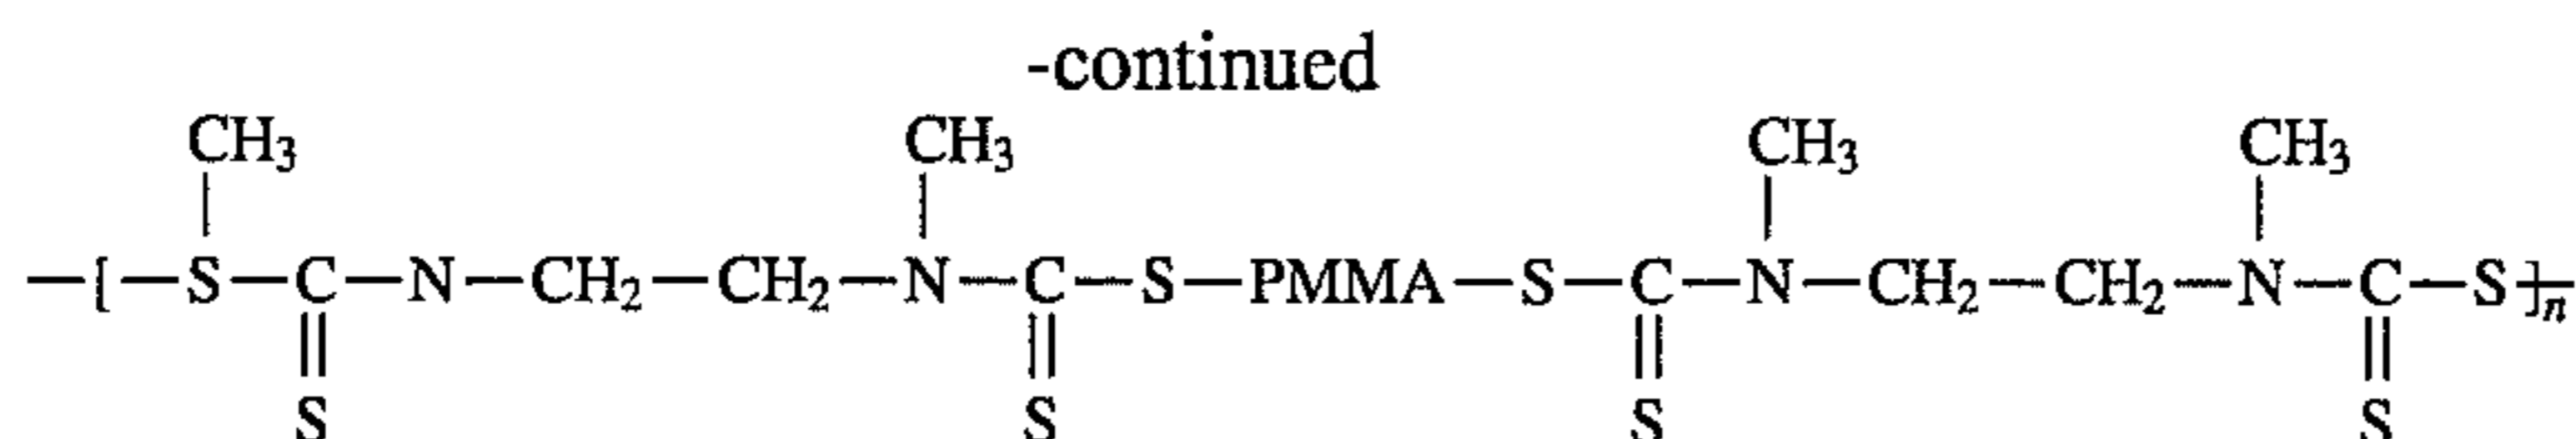 -continued
CH3 CH3 CH3 CH3
—[—S—C—N—CH2—CH2—N—C—S—PMMA—S—C—N—CH2—CH2—N—C—S]n—
S S S S